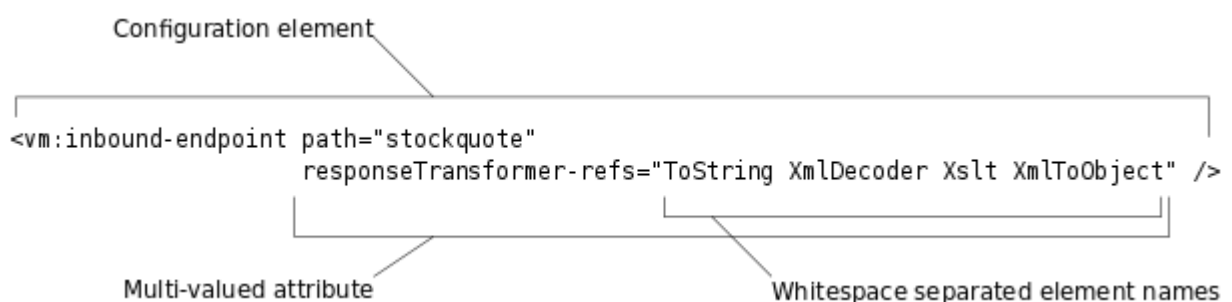 Configuration element
<vm:inbound-endpoint path="stockquote"
responseTransformer-refs="ToString XmlDecoder Xslt XmlToObject" />
Multi-valued attribute
Whitespace separated element names